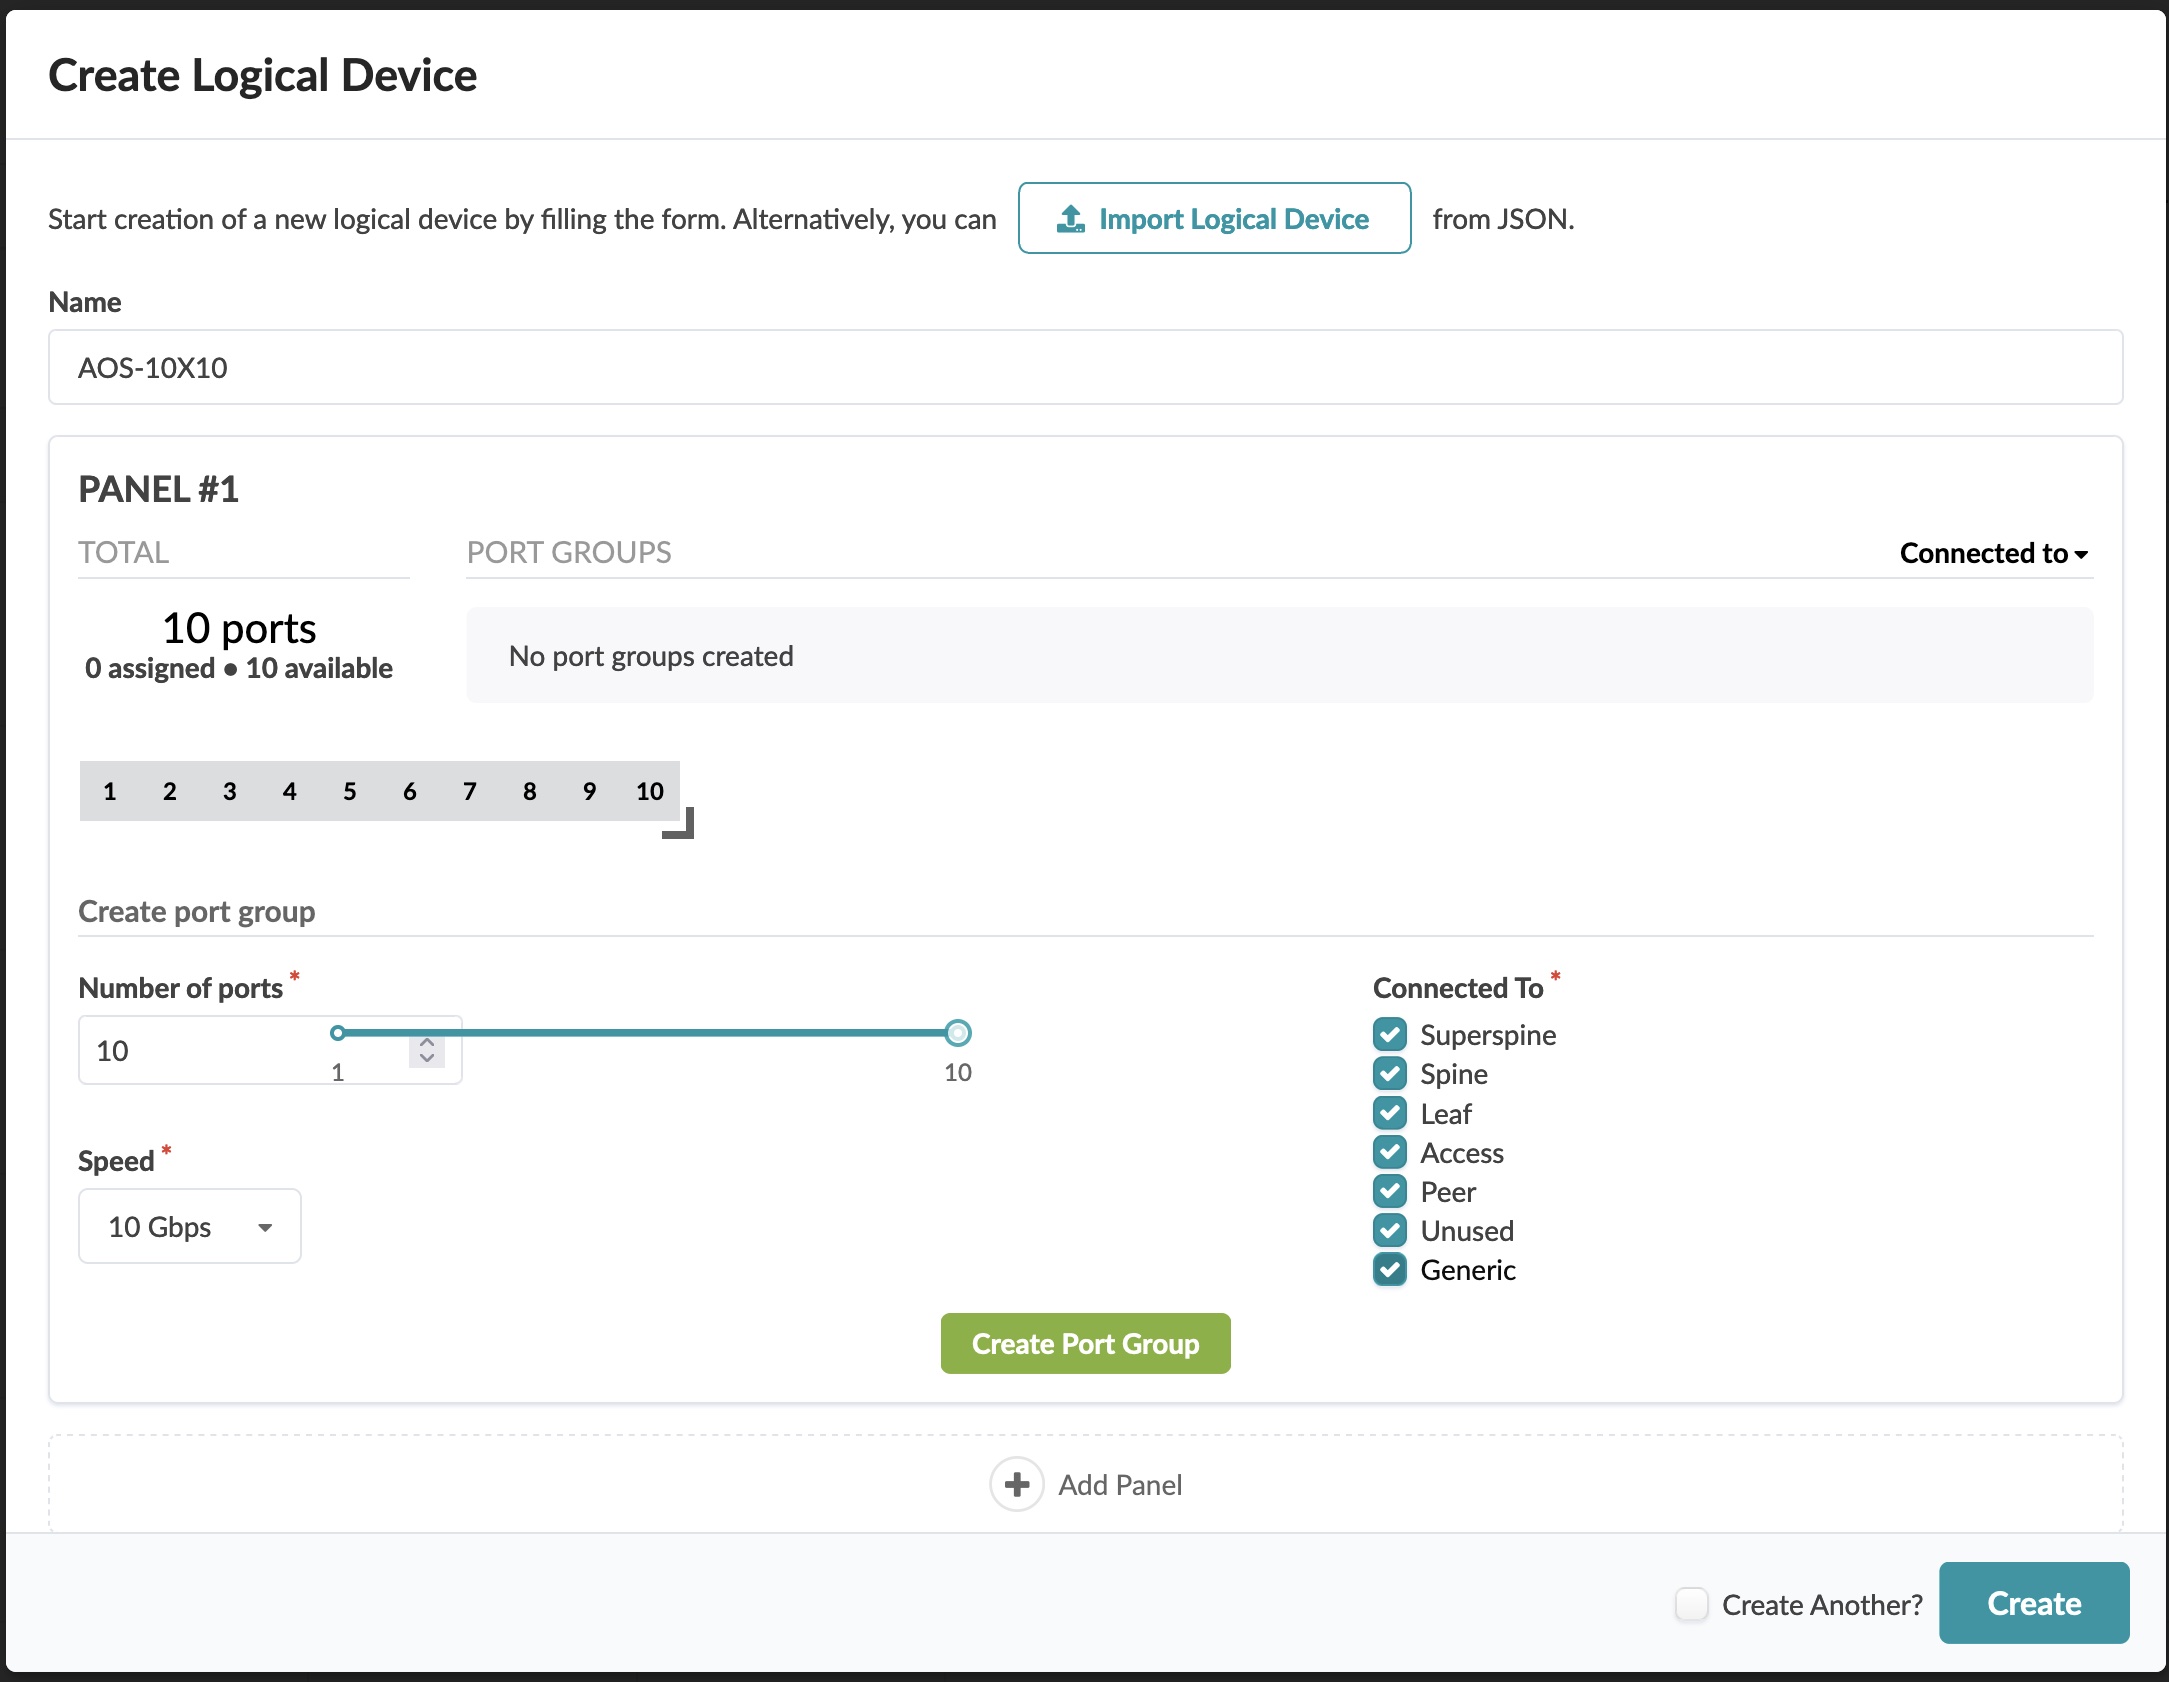 Create Logical Device
Start creation of a new logical device by filling the form. Alternatively, you can Import Logical Device from JSON.
Name
AOS-10X10
PANEL #1
TOTAL
PORT GROUPS
Connected to
10 ports
0 assigned • 10 available
No port groups created
1 2 3 4 5 6 7 8 9 10
Create port group
Number of ports *
10
1 10
Speed *
10 Gbps
Connected To *
Superspine
Spine
Leaf
Access
Peer
Unused
Generic
Create Port Group
Add Panel
Create Another?
Create